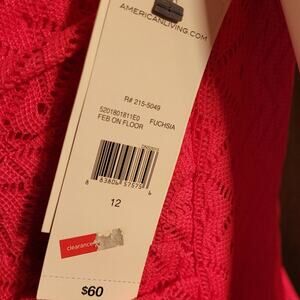 AMERICANLIVING.COM
R# 215-5049
5201801811E0 FUCHSIA
FEB ON FLOOR
12
clearance
$60